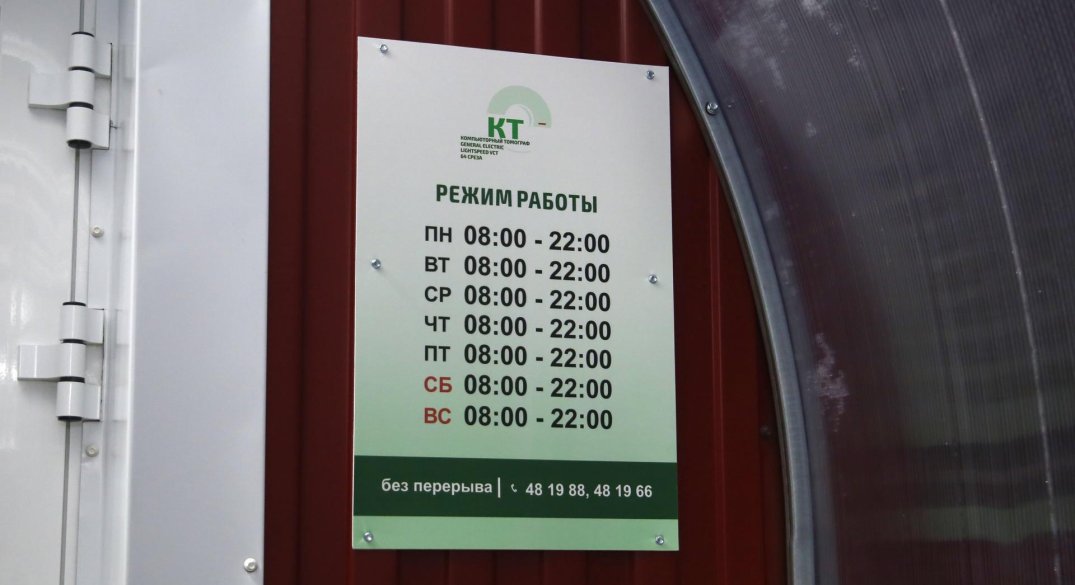 КТ
КОМПЬЮТОРНЫЙ ТОМОГРАФ
GENERAL ELECTRIC
LIGHTSPEED VCT
64 СРЕЗА
РЕЖИМ РАБОТЫ
ПН 08:00 - 22:00
ВТ 08:00 - 22:00
СР 08:00 - 22:00
ЧТ 08:00 - 22:00
ПТ 08:00 - 22:00
СБ 08:00 - 22:00
ВС 08:00 - 22:00
без перерыва | 48 19 88, 48 19 66